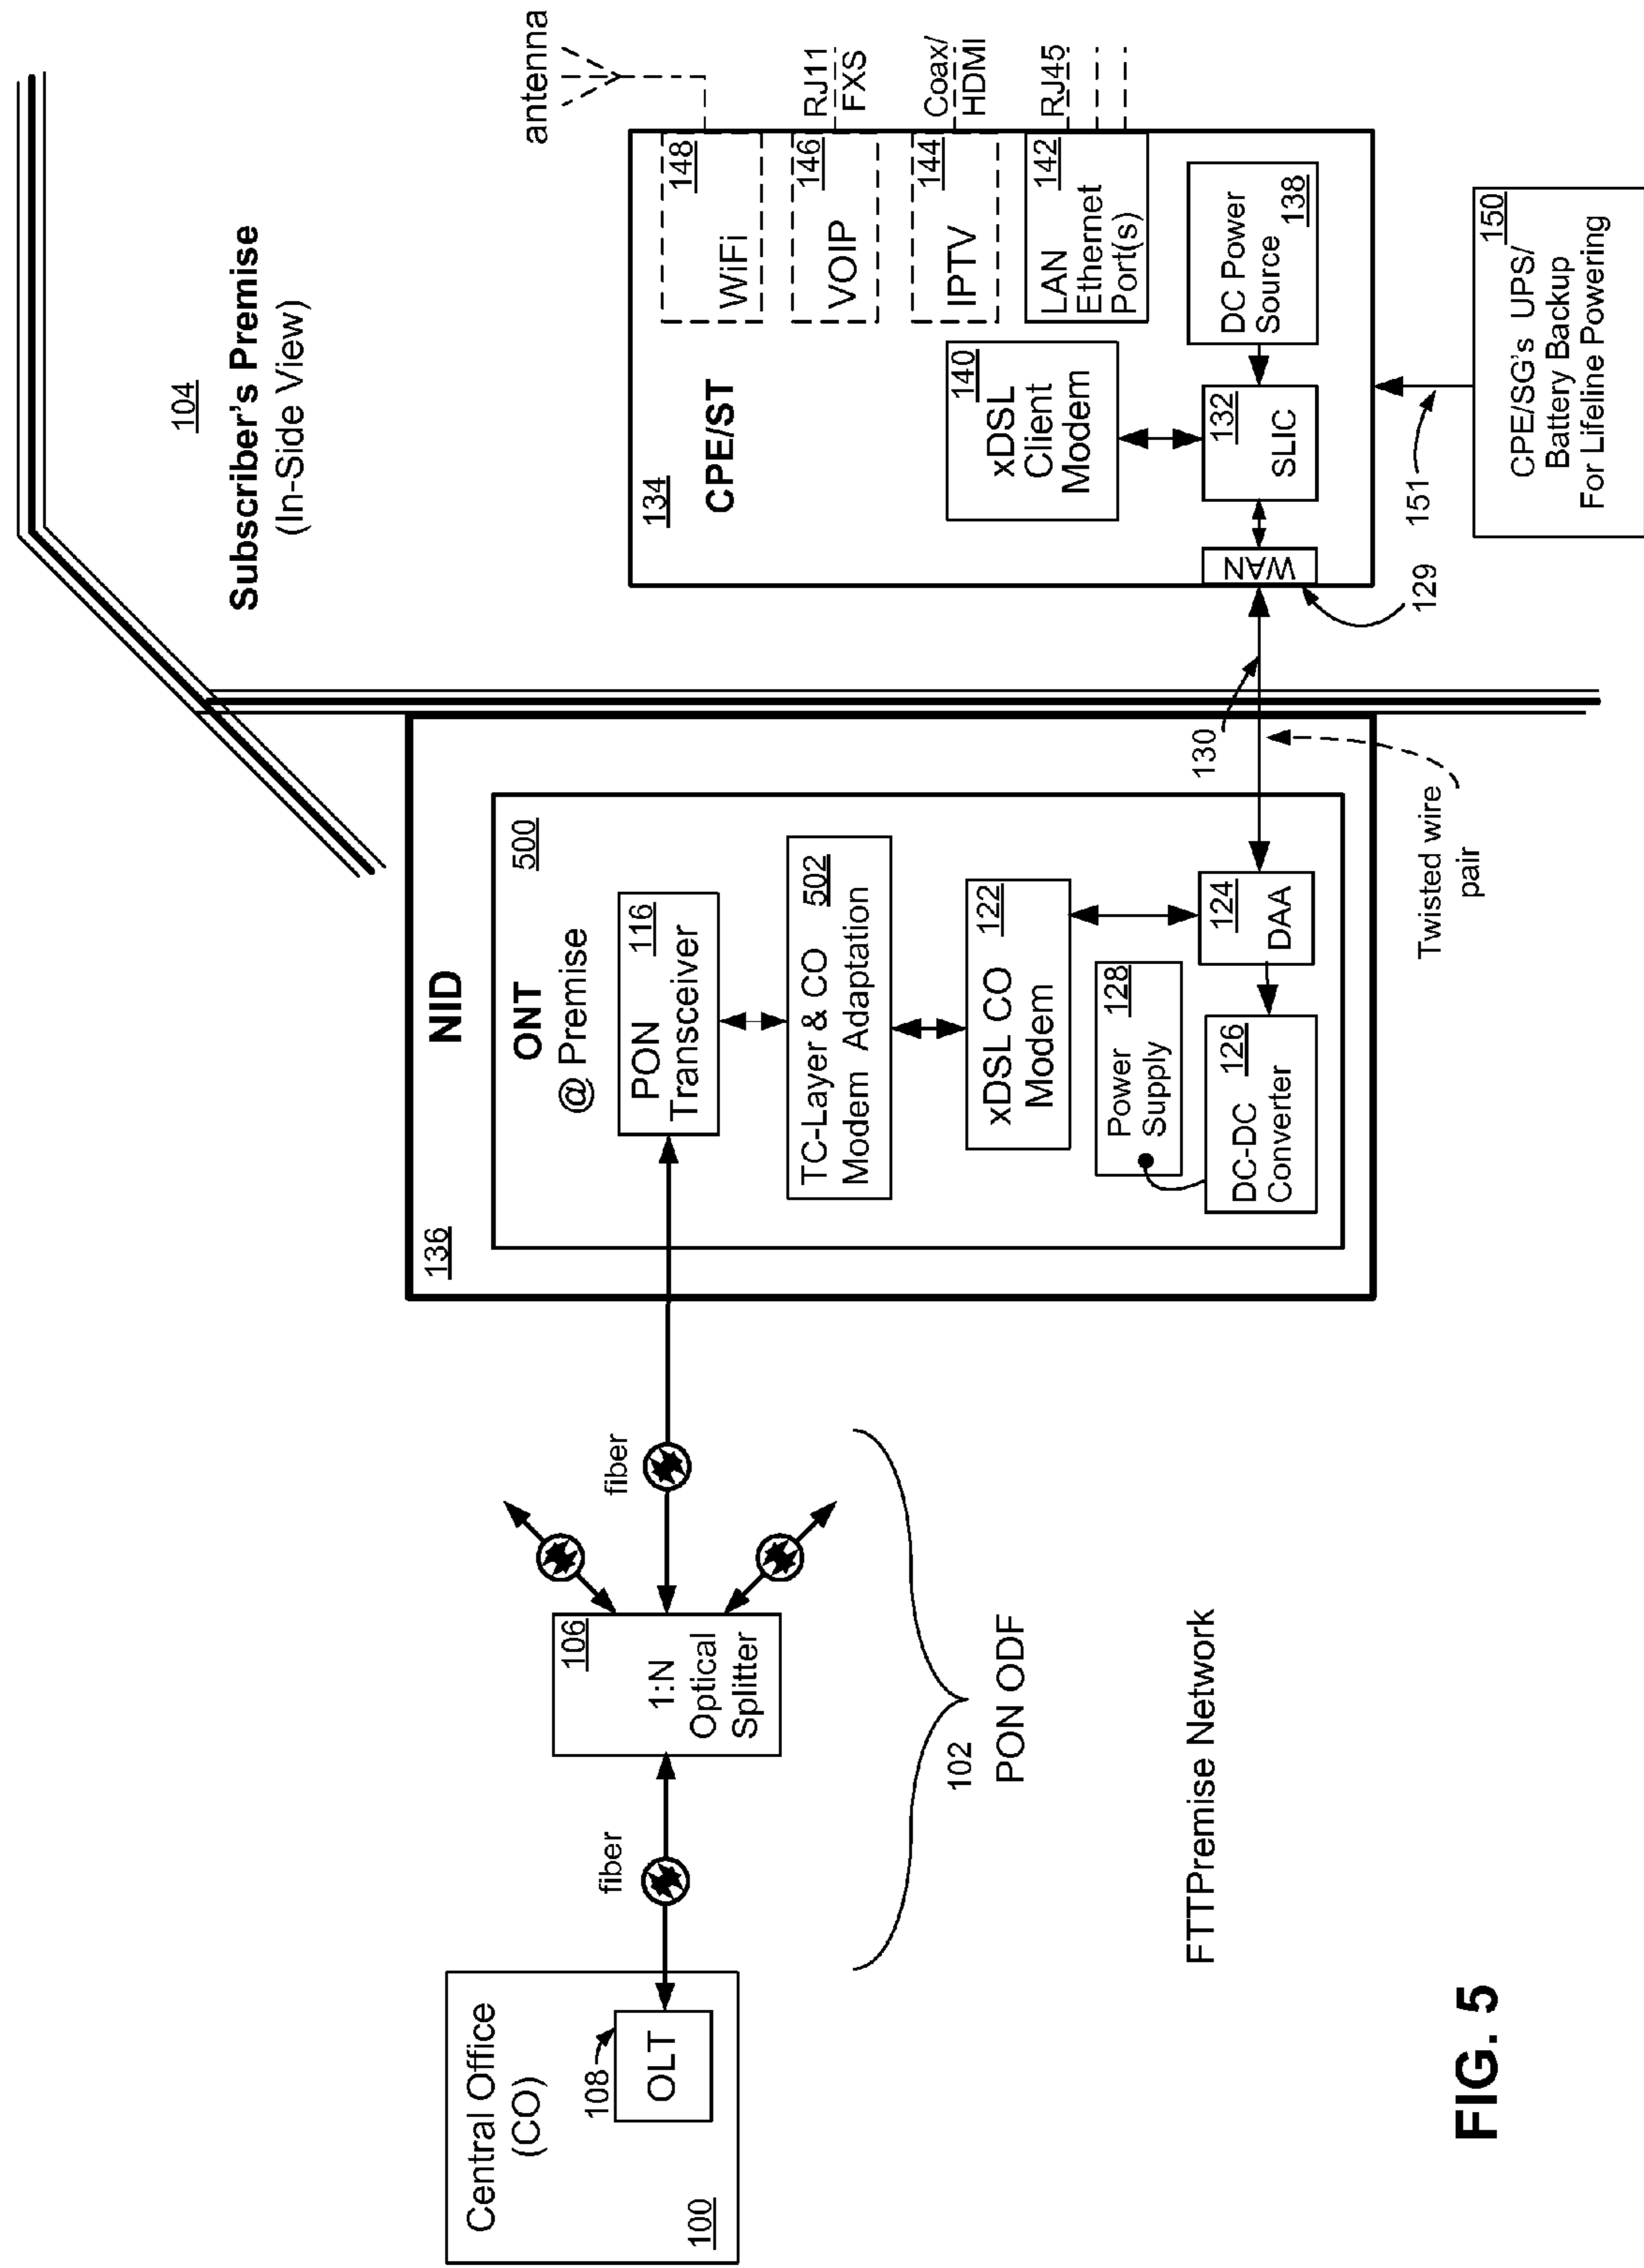 104
Subscriber's Premise
(In-Side View)
Central Office
(CO)
108
OLT
100
fiber
106
1:N
Optical
Splitter
fiber
102
PON ODF
FTTPremise Network
136
NID
ONT
500
@ Premise
PON
116
Transceiver
TC-Layer & CO
502
Modem Adaptation
xDSL CO
122
Modem
Power
128
Supply
DC-DC
126
Converter
124
DAA
130
Twisted wire
pair
134
CPE/ST
WAN
129
132
SLIC
140
xDSL
Client
Modem
DC Power
Source
138
148
WiFi
antenna
146
VOIP
RJ11
FXS
144
IPTV
Coax/
HDMI
142
LAN
Ethernet
Port(s)
RJ45
151
150
CPE/SG's UPS/
Battery Backup
For Lifeline Powering
FIG. 5